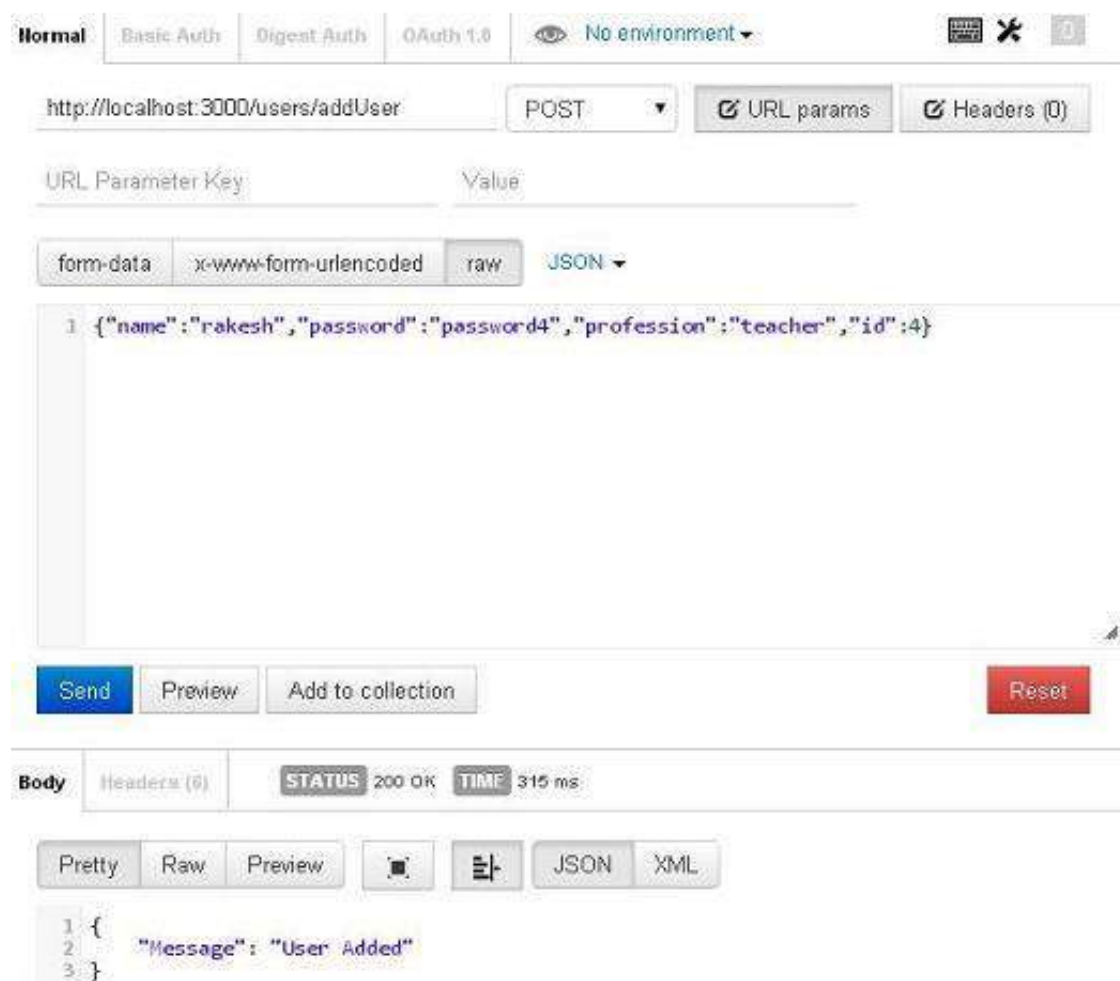 Normal Basic Auth Digest Auth OAuth 1.0 No environment 0
http://localhost:3000/users/addUser POST URL params Headers (0)
URL Parameter Key Value
form-data x-www-form-urlencoded raw JSON
1 {"name":"rakesh","password":"password4","profession":"teacher","id":4}
Send Preview Add to collection Reset
Body Headers (6) STATUS 200 OK TIME 315 ms
Pretty Raw Preview JSON XML
1 {
2 "Message": "User Added"
3 }